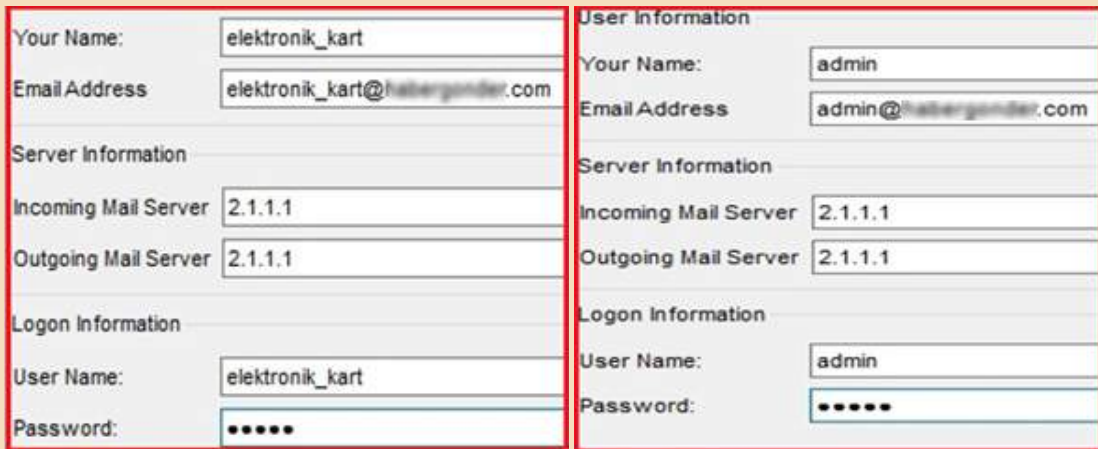 Your Name: elektronik_kart
Email Address elektronik_kart@ .com
Server Information
Incoming Mail Server 2.1.1.1
Outgoing Mail Server 2.1.1.1
Logon Information
User Name: elektronik_kart
Password: •••••
User Information
Your Name: admin
Email Address admin@ .com
Server Information
Incoming Mail Server 2.1.1.1
Outgoing Mail Server 2.1.1.1
Logon Information
User Name: admin
Password: •••••